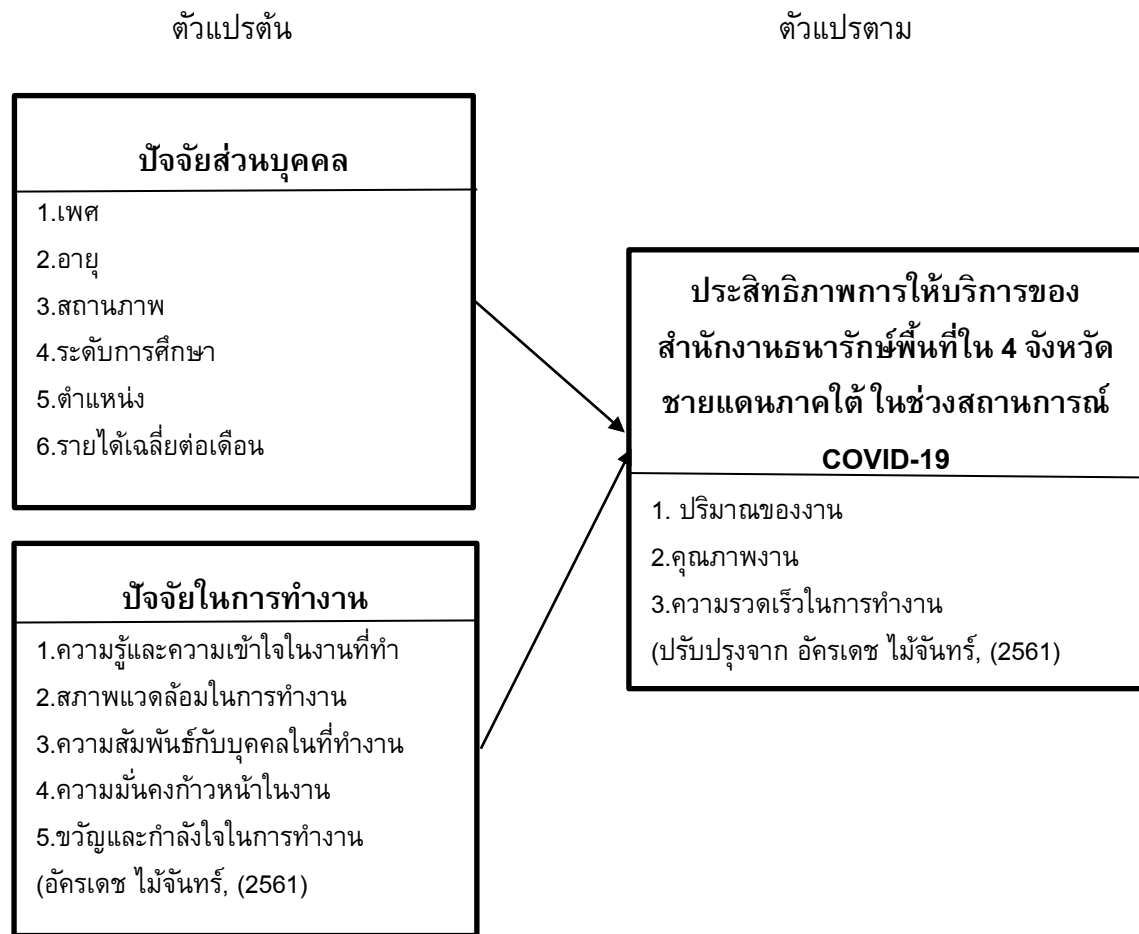 ตัวแปรต้น
ตัวแปรตาม
ปัจจัยส่วนบุคคล
1.เพศ
2.อายุ
3.สถานภาพ
4.ระดับการศึกษา
5.ตำแหน่ง
6.รายได้เฉลี่ยต่อเดือน
ปัจจัยในการทำงาน
1.ความรู้และความเข้าใจในงานที่ทำ
2.สภาพแวดล้อมในการทำงาน
3.ความสัมพันธ์กับบุคคลในที่ทำงาน
4.ความมั่นคงก้าวหน้าในงาน
5.ขวัญและกำลังใจในการทำงาน
(อัครเดช ไม้จันทร์, (2561)
ประสิทธิภาพการให้บริการของ
สำนักงานธนารักษ์พื้นที่ใน 4 จังหวัด
ชายแดนภาคใต้ ในช่วงสถานการณ์
COVID-19
1. ปริมาณของงาน
2.คุณภาพงาน
3.ความรวดเร็วในการทำงาน
(ปรับปรุงจาก อัครเดช ไม้จันทร์, (2561)